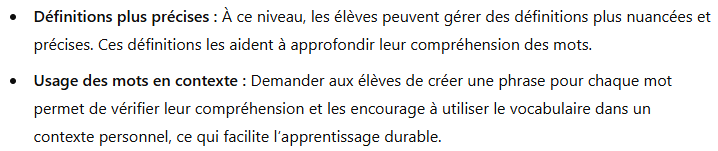 • Définitions plus précises : À ce niveau, les élèves peuvent gérer des définitions plus nuancées et
précises. Ces définitions les aident à approfondir leur compréhension des mots.
• Usage des mots en contexte : Demander aux élèves de créer une phrase pour chaque mot
permet de vérifier leur compréhension et les encourage à utiliser le vocabulaire dans un
contexte personnel, ce qui facilite l’apprentissage durable.